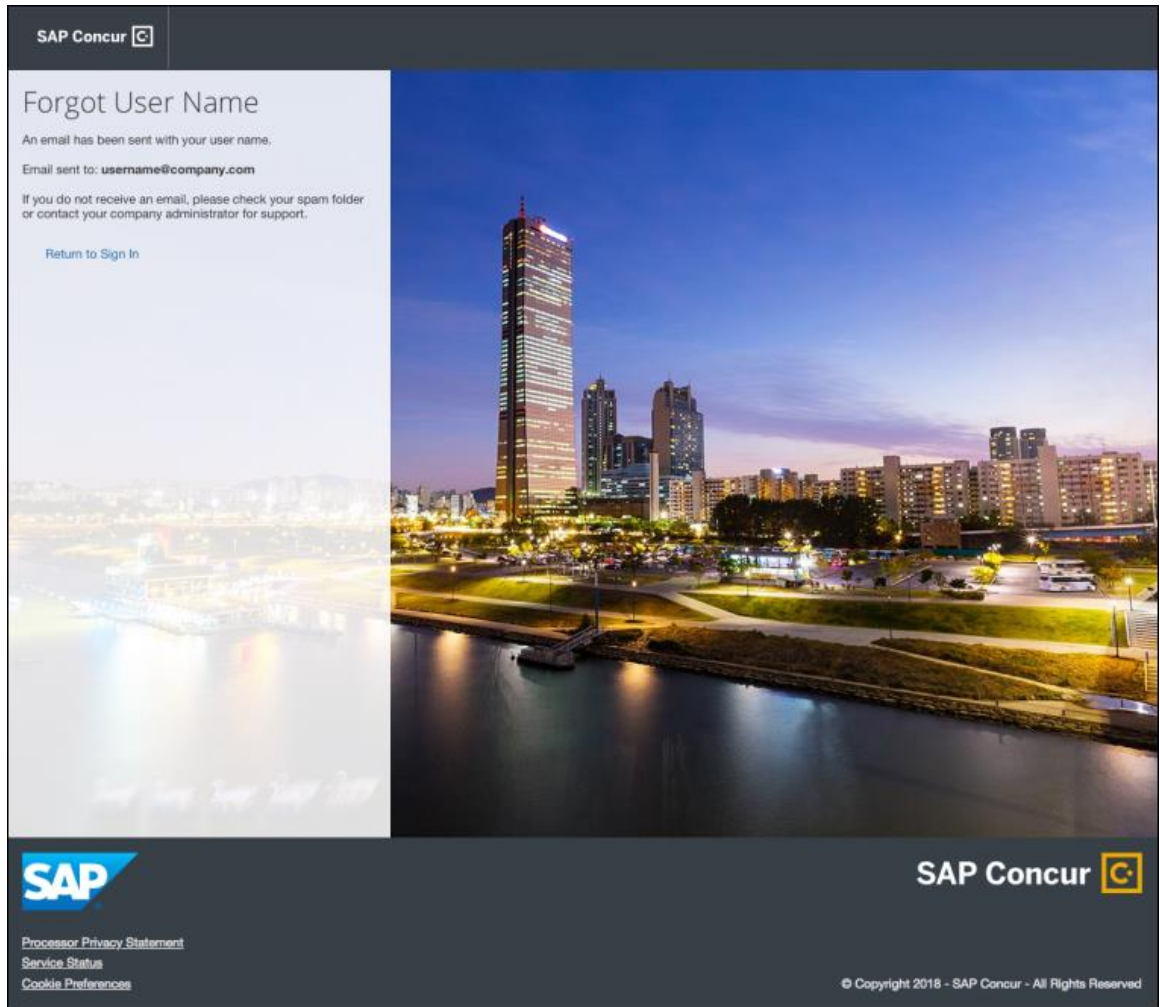 SAP Concur
Forgot User Name
An email has been sent with your user name.
Email sent to: username@company.com
If you do not receive an email, please check your spam folder
or contact your company administrator for support.
Return to Sign In
SAP
SAP Concur
Processor Privacy Statement
Service Status
Cookie Preferences
© Copyright 2018 - SAP Concur - All Rights Reserved